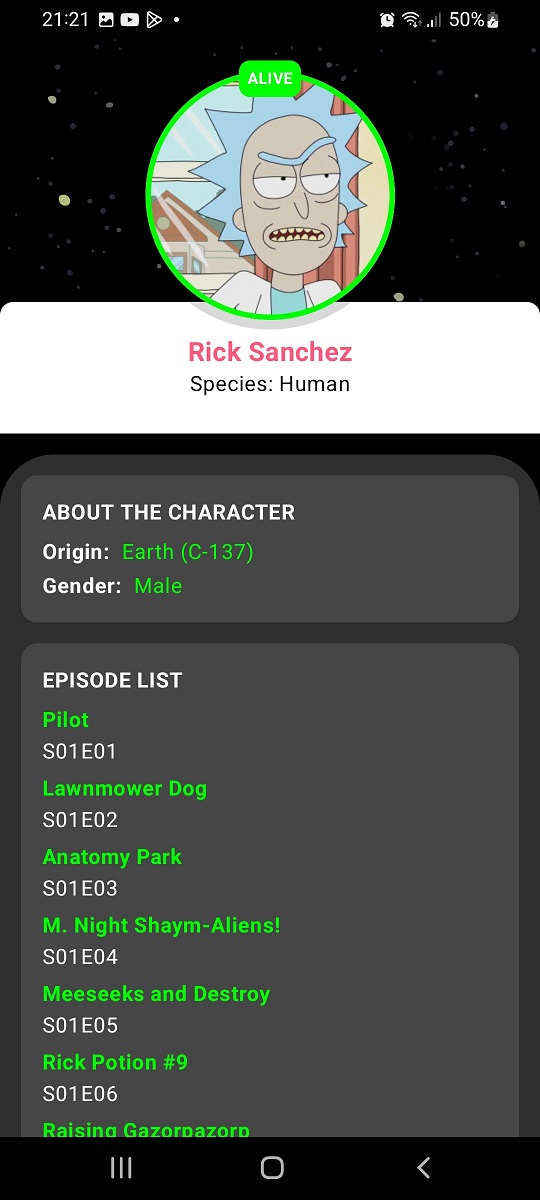 21:21
50%
ALIVE
Rick Sanchez
Species: Human
ABOUT THE CHARACTER
Origin: Earth (C-137)
Gender: Male
EPISODE LIST
Pilot
S01E01
Lawnmower Dog
S01E02
Anatomy Park
S01E03
M. Night Shaym-Aliens!
S01E04
Meeseeks and Destroy
S01E05
Rick Potion #9
S01E06
Raising Gazorpazorp